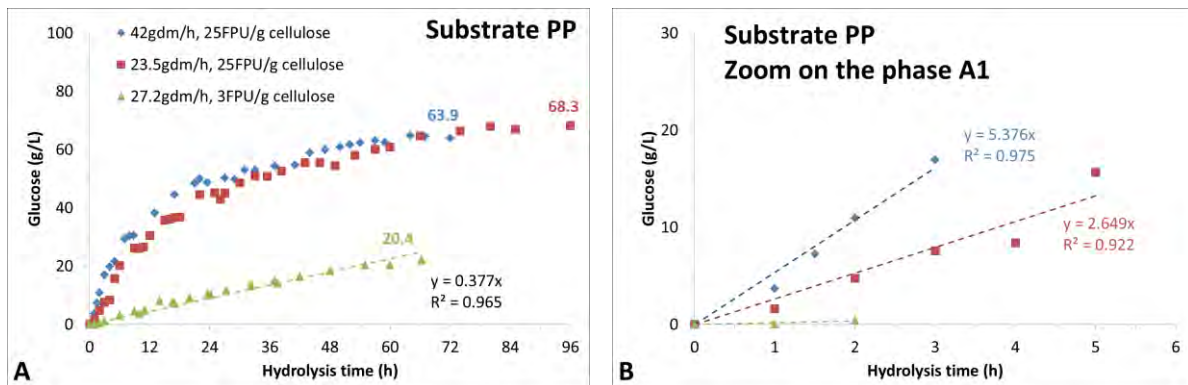 Substrate PP
42gdm/h, 25FPU/g cellulose
23.5gdm/h, 25FPU/g cellulose
27.2gdm/h, 3FPU/g cellulose
100
80
60
40
20
0
Glucose (g/L)
63.9
68.3
20.4
y = 0.377x
R² = 0.965
0 12 24 36 48 60 72 84 96
Hydrolysis time (h)
A
Substrate PP
Zoom on the phase A1
30
20
10
0
Glucose (g/L)
y = 5.376x
R² = 0.975
y = 2.649x
R² = 0.922
0 1 2 3 4 5 6
Hydrolysis time (h)
B